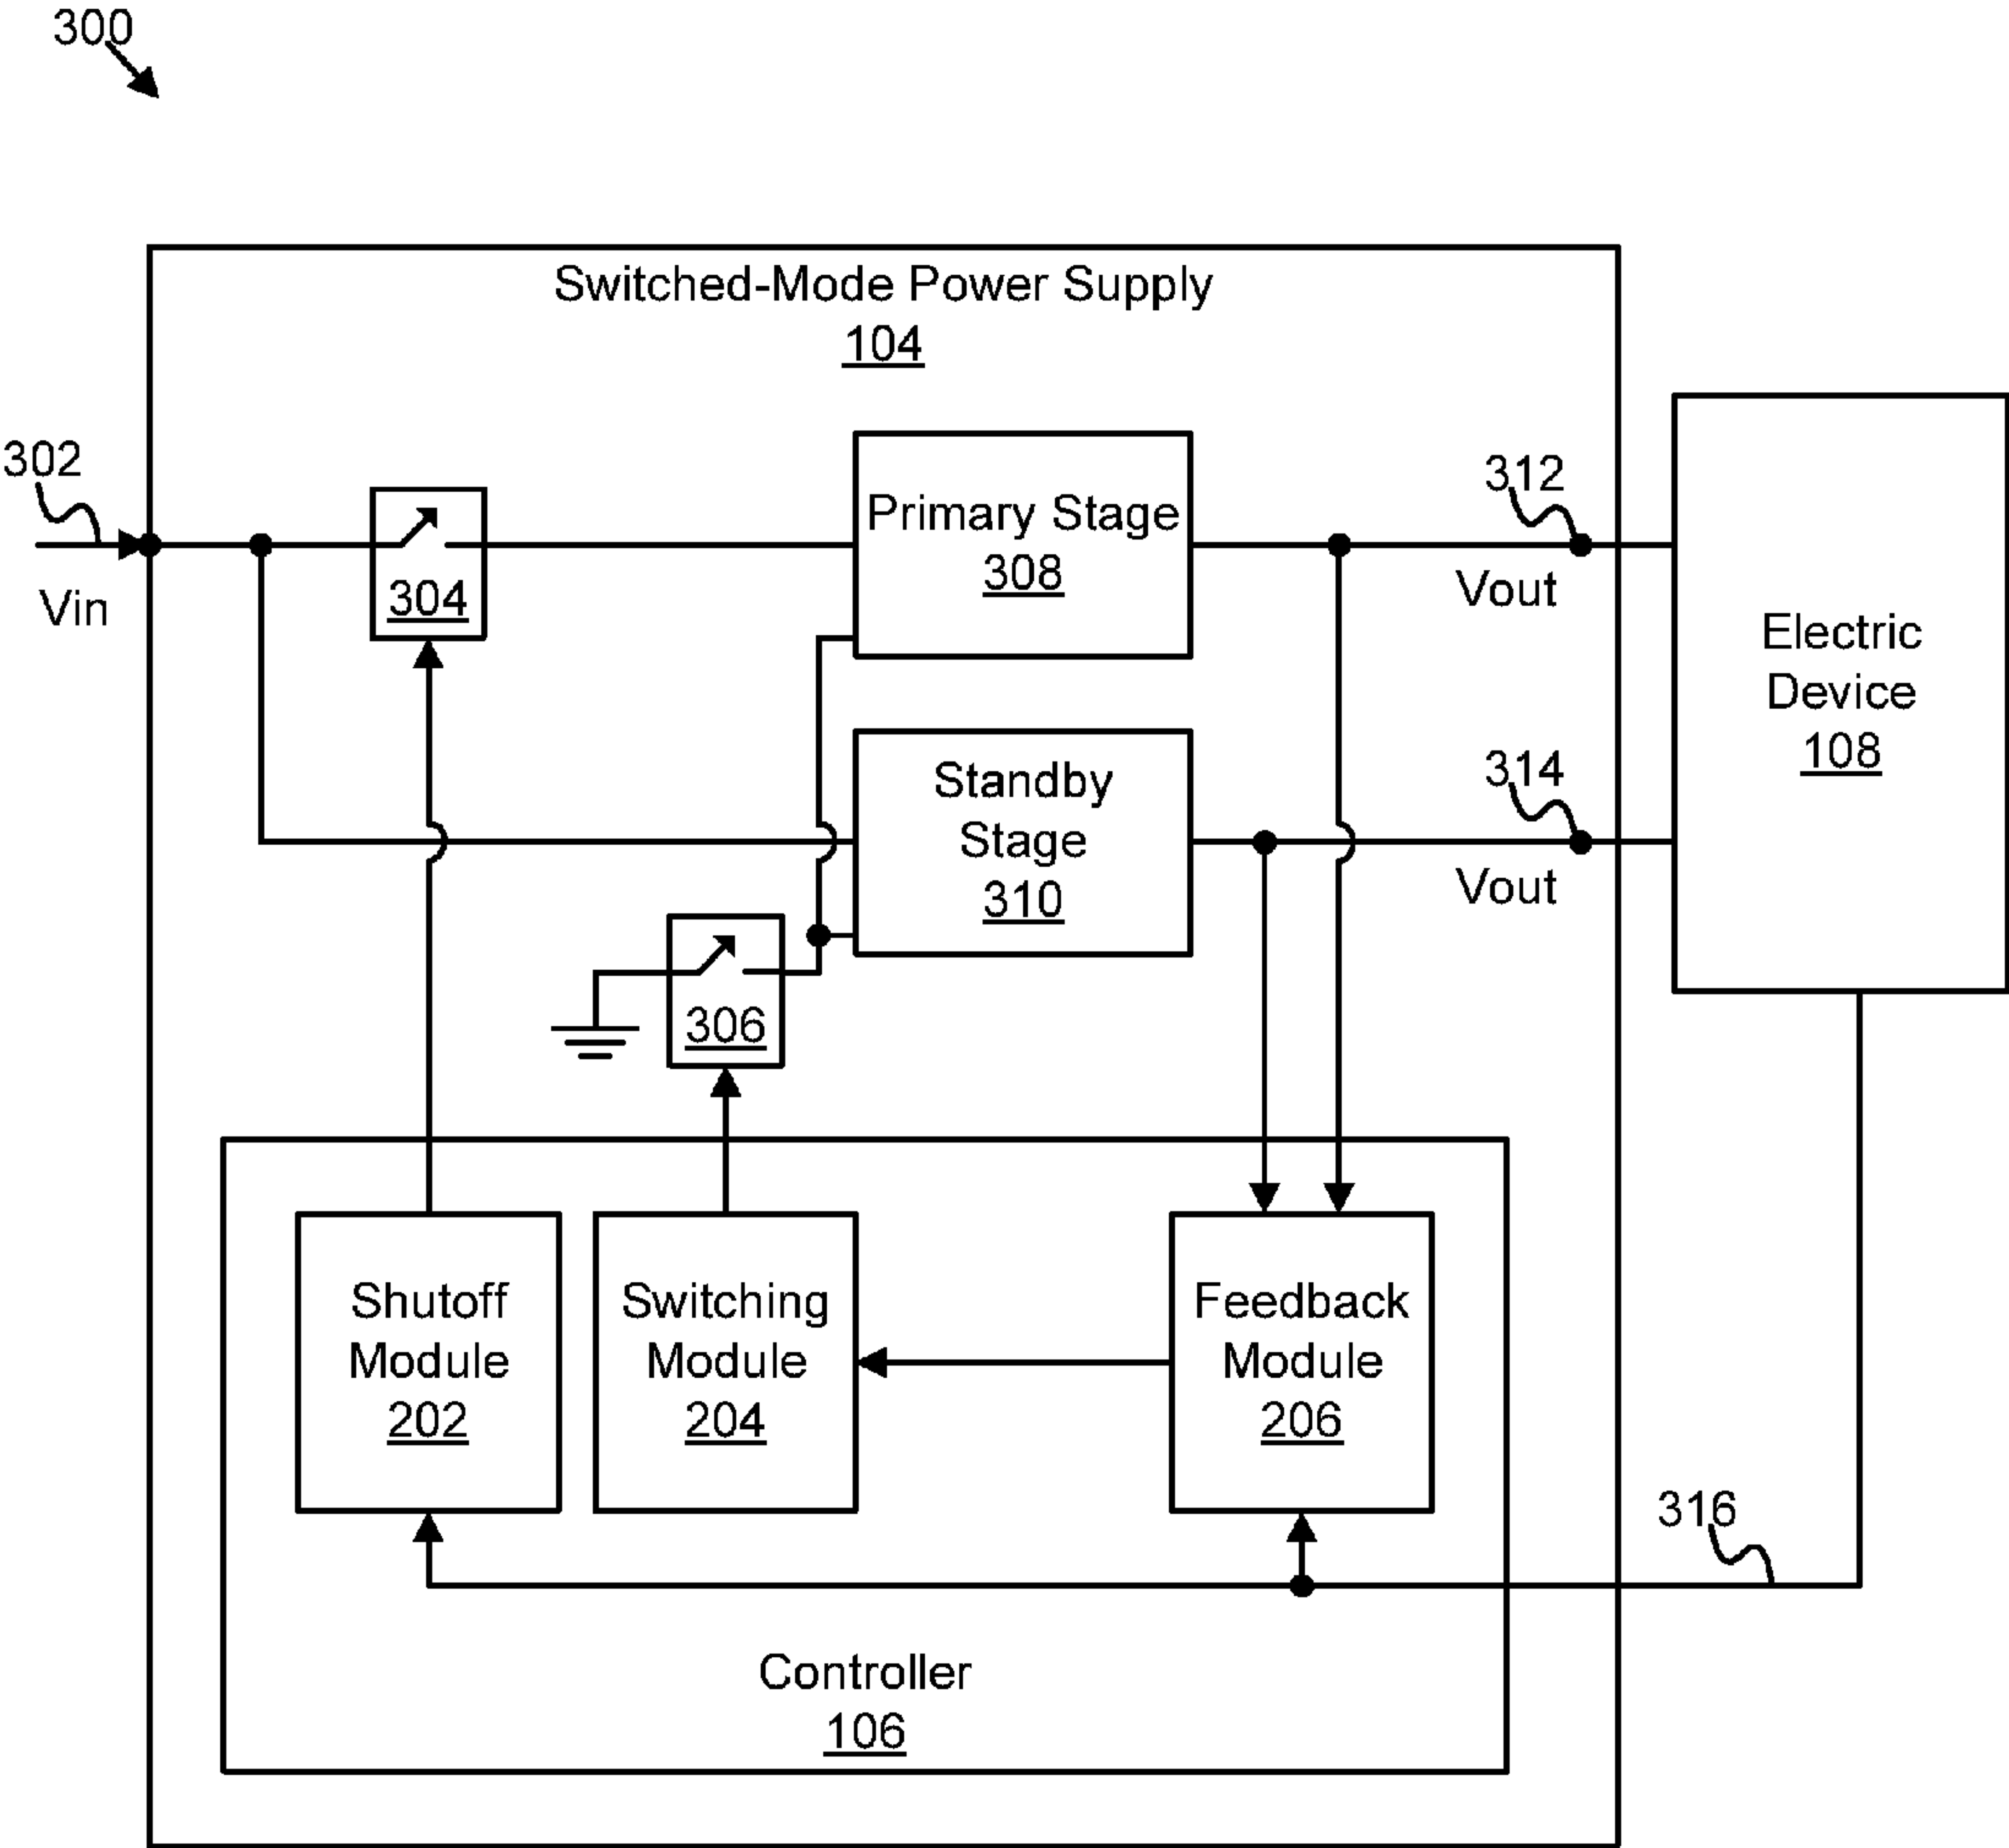 300
Switched-Mode Power Supply
104
302
Vin
304
Primary Stage
308
312
Vout
Electric
Device
108
Standby
Stage
310
314
Vout
306
Shutoff
Module
202
Switching
Module
204
Feedback
Module
206
316
Controller
106